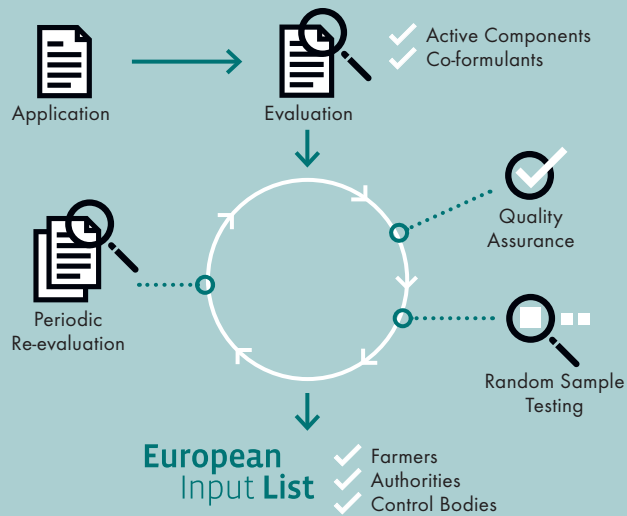 Application
Evaluation
Active Components
Co-formulants
Quality
Assurance
Periodic
Re-evaluation
Random Sample
Testing
European
Input List
Farmers
Authorities
Control Bodies